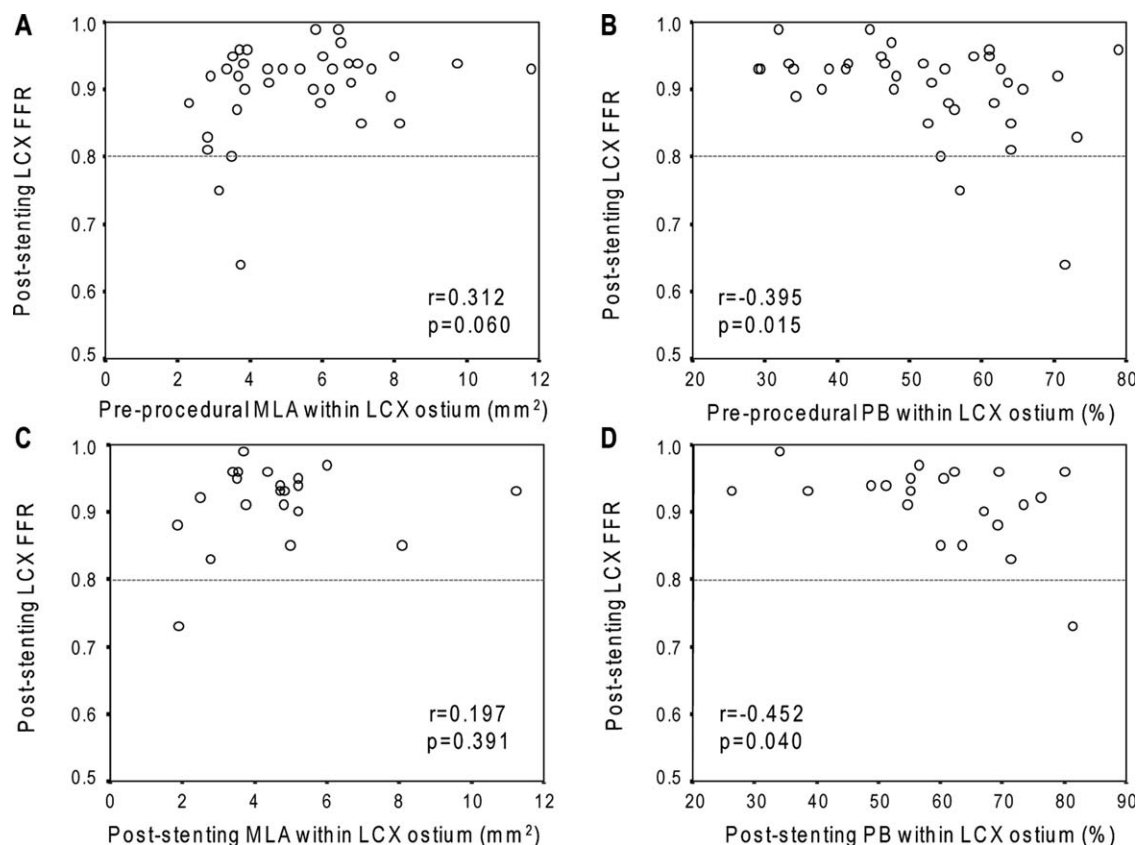 A
Post-stenting LCX FFR
1.0
0.9
0.8
0.7
0.6
0.5
r=0.312
p=0.060
0 2 4 6 8 10 12
Pre-procedural MLA within LCX ostium (mm²)
B
Post-stenting LCX FFR
1.0
0.9
0.8
0.7
0.6
0.5
r=-0.395
p=0.015
20 30 40 50 60 70 80
Pre-procedural PB within LCX ostium (%)
C
Post-stenting LCX FFR
1.0
0.9
0.8
0.7
0.6
0.5
r=0.197
p=0.391
0 2 4 6 8 10 12
Post-stenting MLA within LCX ostium (mm²)
D
Post-stenting LCX FFR
1.0
0.9
0.8
0.7
0.6
0.5
r=-0.452
p=0.040
20 30 40 50 60 70 80 90
Post-stenting PB within LCX ostium (%)